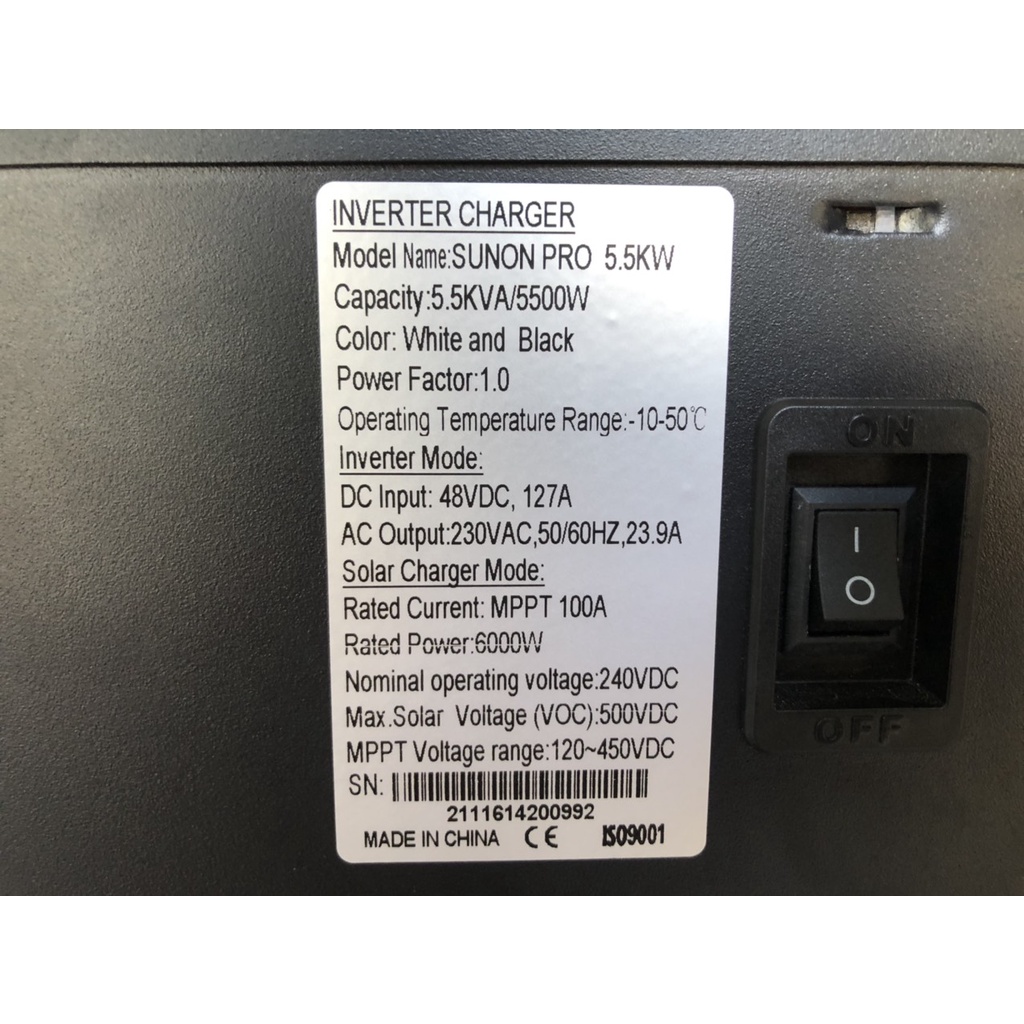 INVERTER CHARGER
Model Name:SUNON PRO 5.5KW
Capacity:5.5KVA/5500W
Color: White and Black
Power Factor:1.0
Operating Temperature Range:-10-50℃
Inverter Mode:
DC Input: 48VDC, 127A
AC Output:230VAC,50/60HZ,23.9A
Solar Charger Mode:
Rated Current: MPPT 100A
Rated Power:6000W
Nominal operating voltage:240VDC
Max.Solar Voltage (VOC):500VDC
MPPT Voltage range:120~450VDC
SN:
2111614200992
MADE IN CHINA CE ISO9001
ON
I
O
OFF